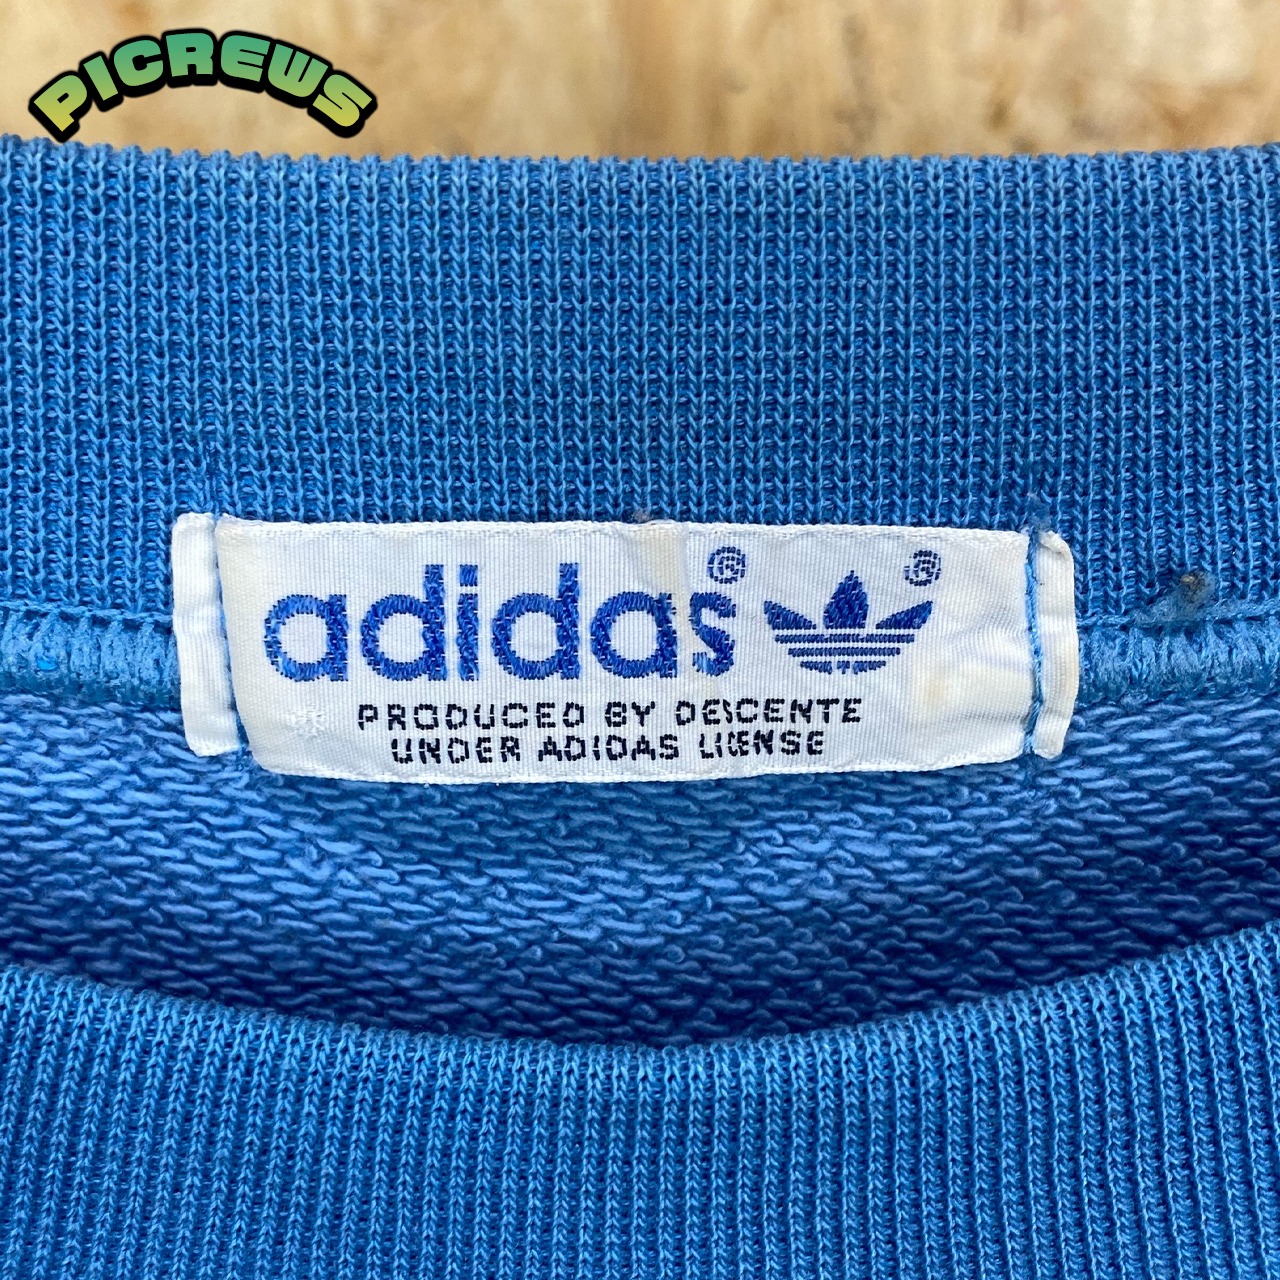 PICREWS
adidas® ®
PRODUCED BY DESCENTE
UNDER ADIDAS LICENSE